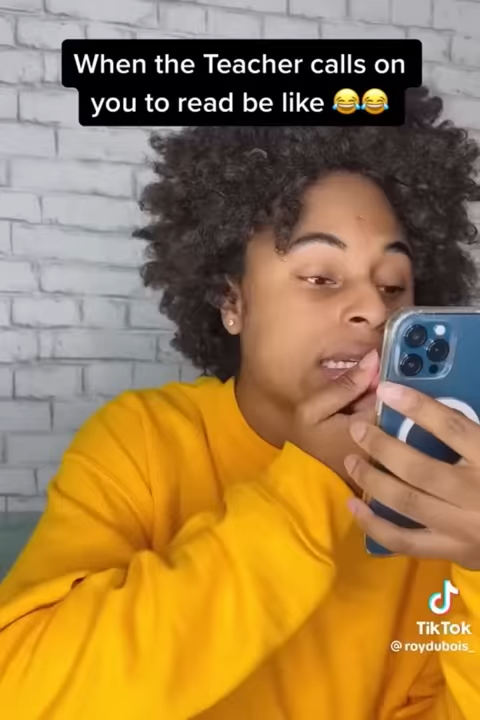 When the Teacher calls on
you to read be like 😂😂
TikTok
@roydubois_